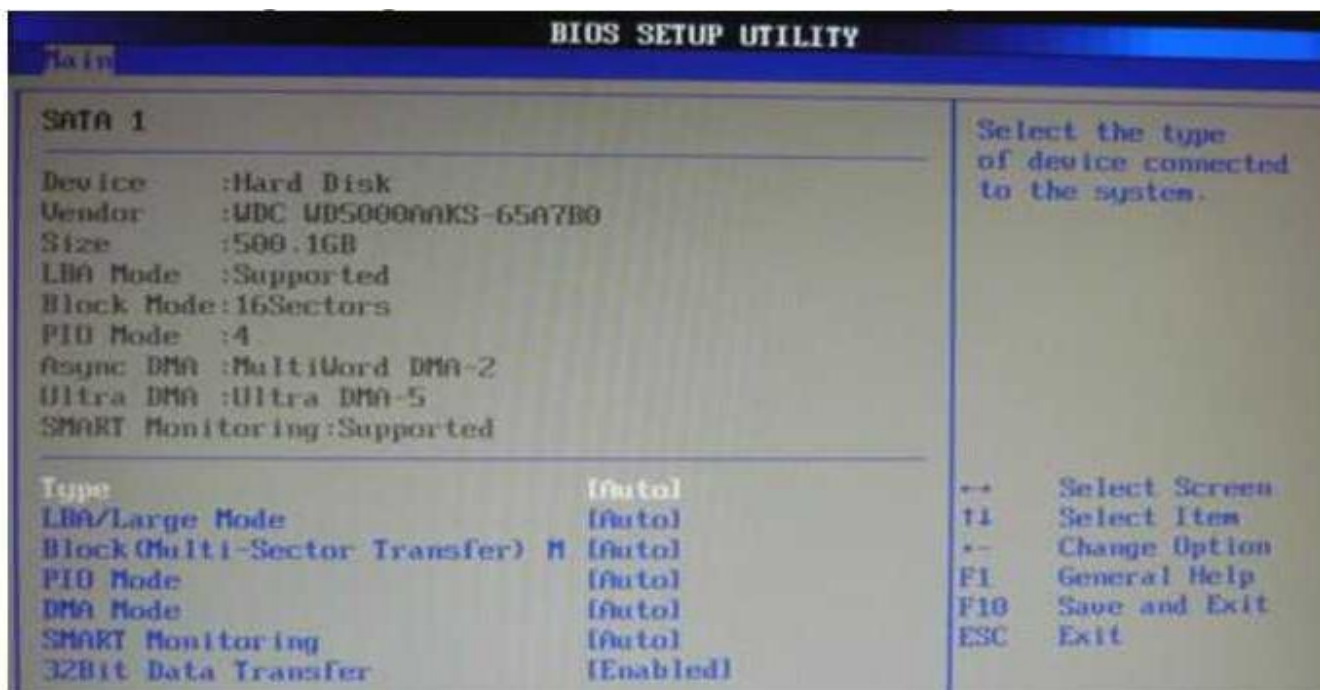 BIOS SETUP UTILITY
Main
SATA 1
Device :Hard Disk
Vendor :WDC WD5000AAKS-65A7B0
Size :500.1GB
LBA Mode :Supported
Block Mode:16Sectors
PIO Mode :4
Async DMA :MultiWord DMA-2
Ultra DMA :Ultra DMA-5
SMART Monitoring:Supported
Type [Auto]
LBA/Large Mode [Auto]
Block(Multi-Sector Transfer) M [Auto]
PIO Mode [Auto]
DMA Mode [Auto]
SMART Monitoring [Auto]
32Bit Data Transfer [Enabled]
Select the type
of device connected
to the system.
←→ Select Screen
↑↓ Select Item
+- Change Option
F1 General Help
F10 Save and Exit
ESC Exit